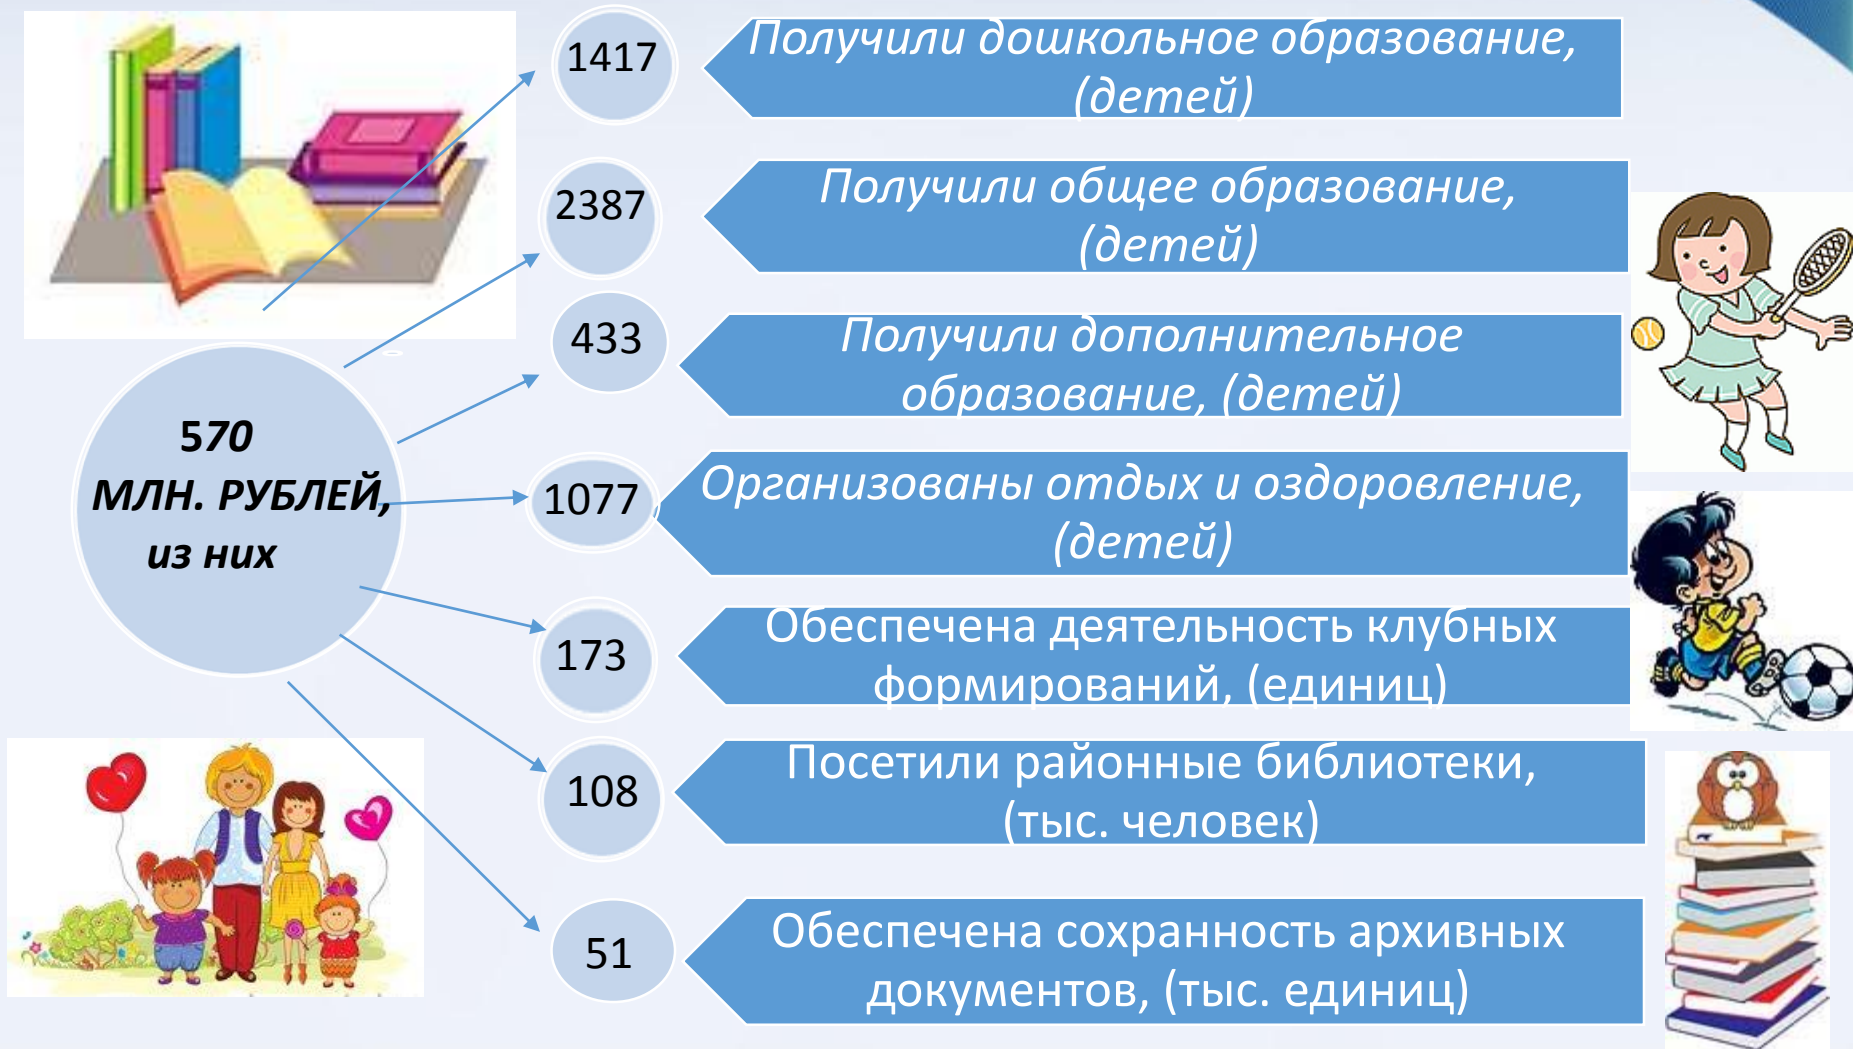 1417
Получили дошкольное образование,
(детей)
2387
Получили общее образование,
(детей)
433
Получили дополнительное
образование, (детей)
570
МЛН. РУБЛЕЙ,
из них
1077
Организованы отдых и оздоровление,
(детей)
173
Обеспечена деятельность клубных
формирований, (единиц)
108
Посетили районные библиотеки,
(тыс. человек)
51
Обеспечена сохранность архивных
документов, (тыс. единиц)